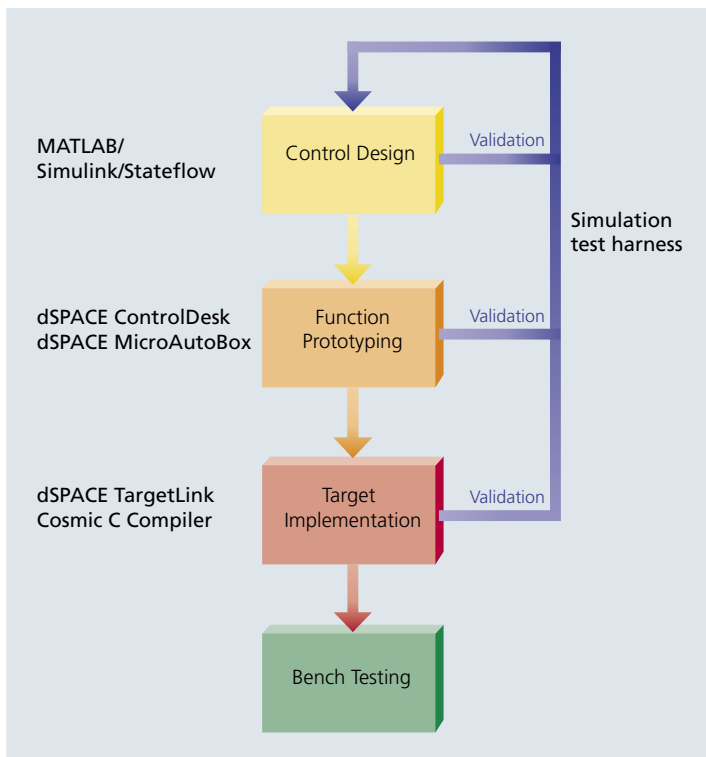 MATLAB/
Simulink/Stateflow
Control Design
Validation
Simulation
test harness
dSPACE ControlDesk
dSPACE MicroAutoBox
Function
Prototyping
Validation
dSPACE TargetLink
Cosmic C Compiler
Target
Implementation
Validation
Bench Testing